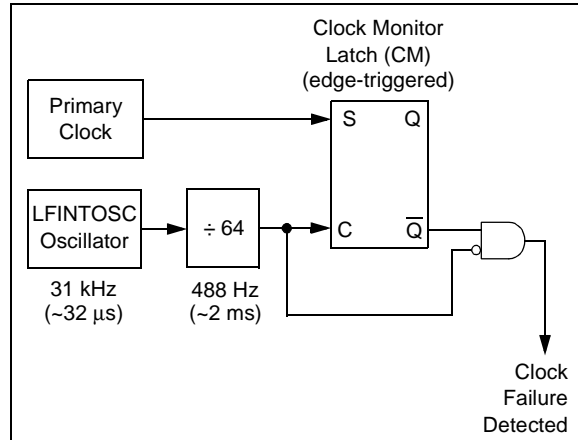 Clock Monitor
Latch (CM)
(edge-triggered)
Primary
Clock
S
Q
LFINTOSC
Oscillator
÷ 64
C
Q̅
31 kHz
(~32 μs)
488 Hz
(~2 ms)
Clock
Failure
Detected